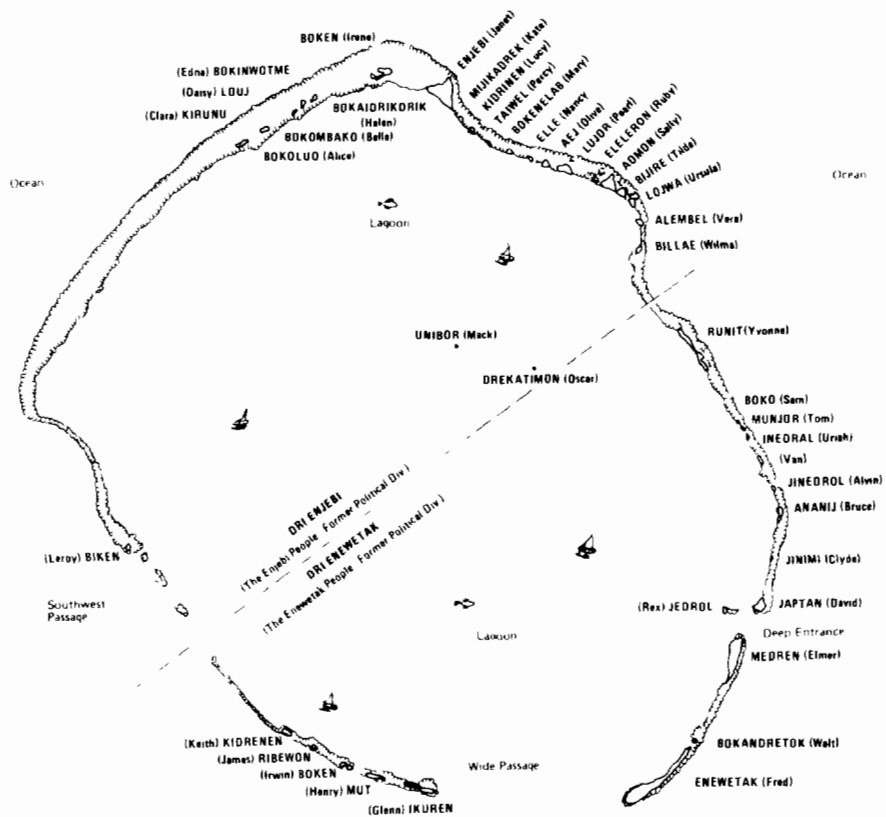 BOKEN (Irene)
(Edna) BOKINWOTME
(Daisy) LOUJ
(Clara) KIRUNU
BOKAIDRIKDRIK
(Helen)
BOKOMBAKO (Belle)
BOKOLUO (Alice)
ENJEBI (Janet)
MIJIKADREK (Kate)
KIDRINEN (Lucy)
TAIWEL (Percy)
BOKENELAB (Mary)
ELLE (Nancy
AEJ (Olive)
LUJOR (Pearl)
ELELERON (Ruby)
AOMON (Sally)
BIJIRE (Tilda)
LOJWA (Ursula)
ALEMBEL (Vera)
BILLAE (Wilma)
Ocean
Ocean
Lagoon
UNIBOR (Mack)
DREKATIMON (Oscar)
RUNIT(Yvonne)
BOKO (Sam)
MUNJOR (Tom)
INEDRAL (Uriah)
(Van)
JINEDROL (Alvin)
ANANIJ (Bruce)
JINIMI (Clyde)
JAPTAN (David)
(Rex) JEDROL
Deep Entrance
MEDREN (Elmer)
DRI ENJEBI
(The Enjebi People Former Political Div.)
DRI ENEWETAK
(The Enewetak People Former Political Div.)
(Leroy) BIKEN
Southwest
Passage
Lagoon
(Keith) KIDRENEN
(James) RIBEWON
(Irwin) BOKEN
(Henry) MUT
(Glenn) IKUREN
Wide Passage
BOKANDRETOK (Walt)
ENEWETAK (Fred)